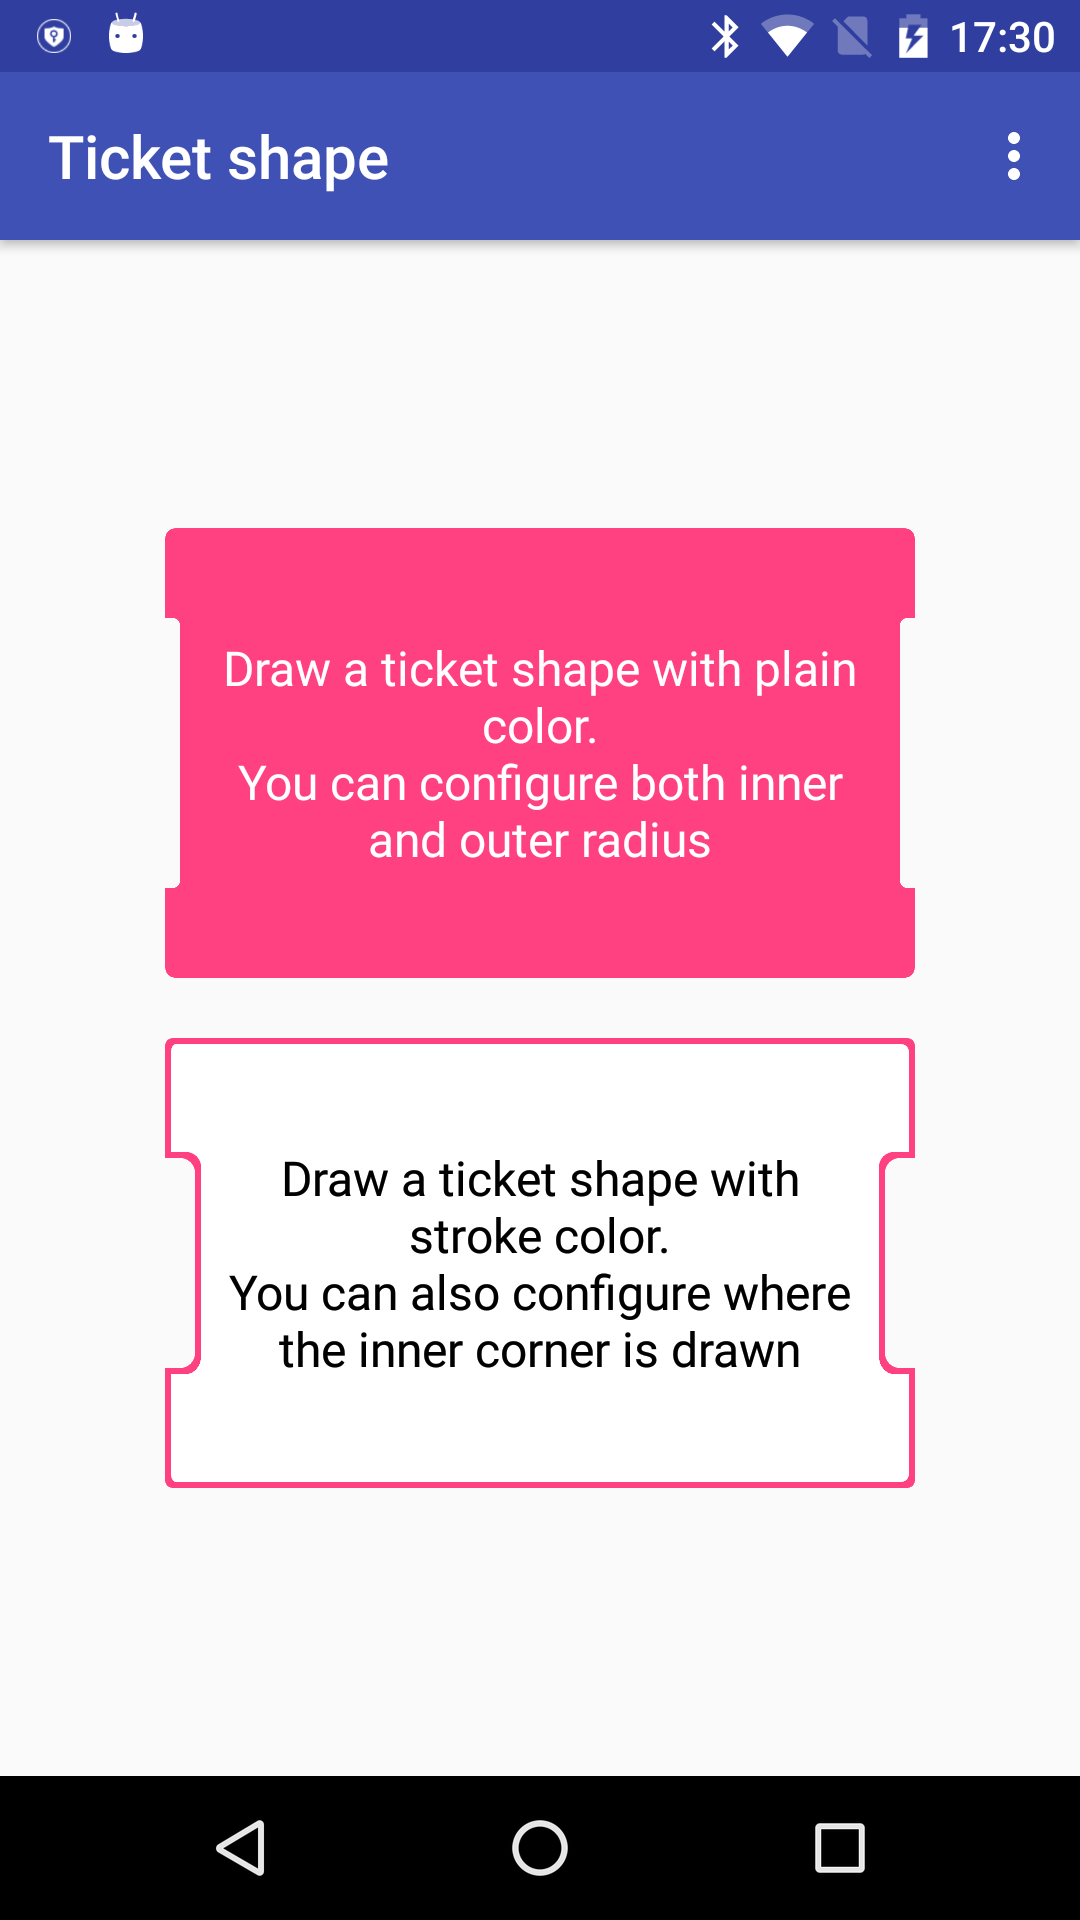 17:30
Ticket shape
Draw a ticket shape with plain
color.
You can configure both inner
and outer radius
Draw a ticket shape with
stroke color.
You can also configure where
the inner corner is drawn